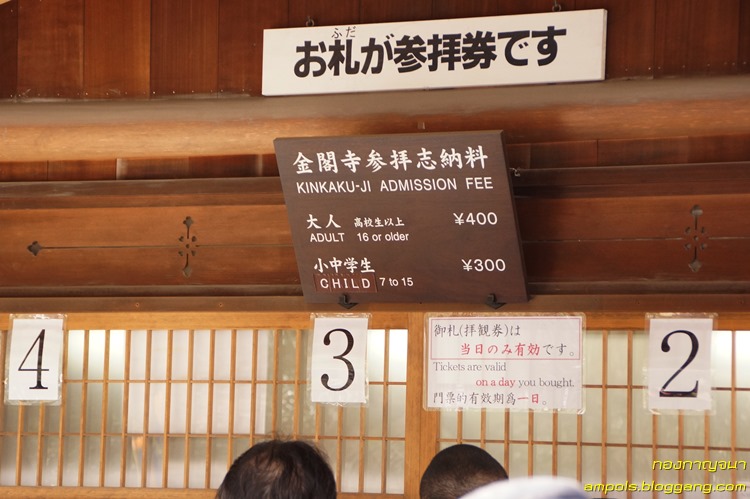 ふだ
お札が参拝券です
金閣寺参拝志納料
KINKAKU-JI ADMISSION FEE
大人 高校生以上 ¥400
ADULT 16 or older
小中学生 ¥300
CHILD 7 to 15
4
3
御札(拝観券)は
当日のみ有効です。
Tickets are valid
on a day you bought.
門票的有效期爲一日。
2
กลอกาญจนา
ampols.bloggang.com